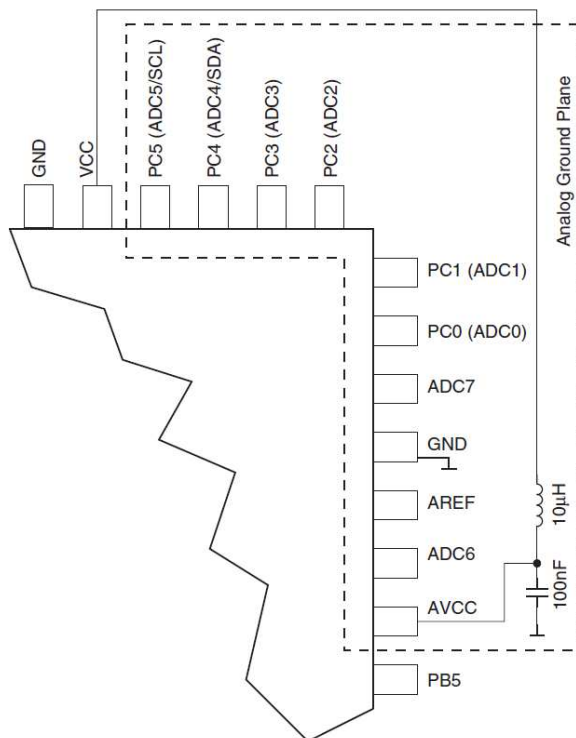 GND
VCC
PC5 (ADC5/SCL)
PC4 (ADC4/SDA)
PC3 (ADC3)
PC2 (ADC2)
Analog Ground Plane
PC1 (ADC1)
PC0 (ADC0)
ADC7
GND
AREF
10µH
ADC6
AVCC
100nF
PB5